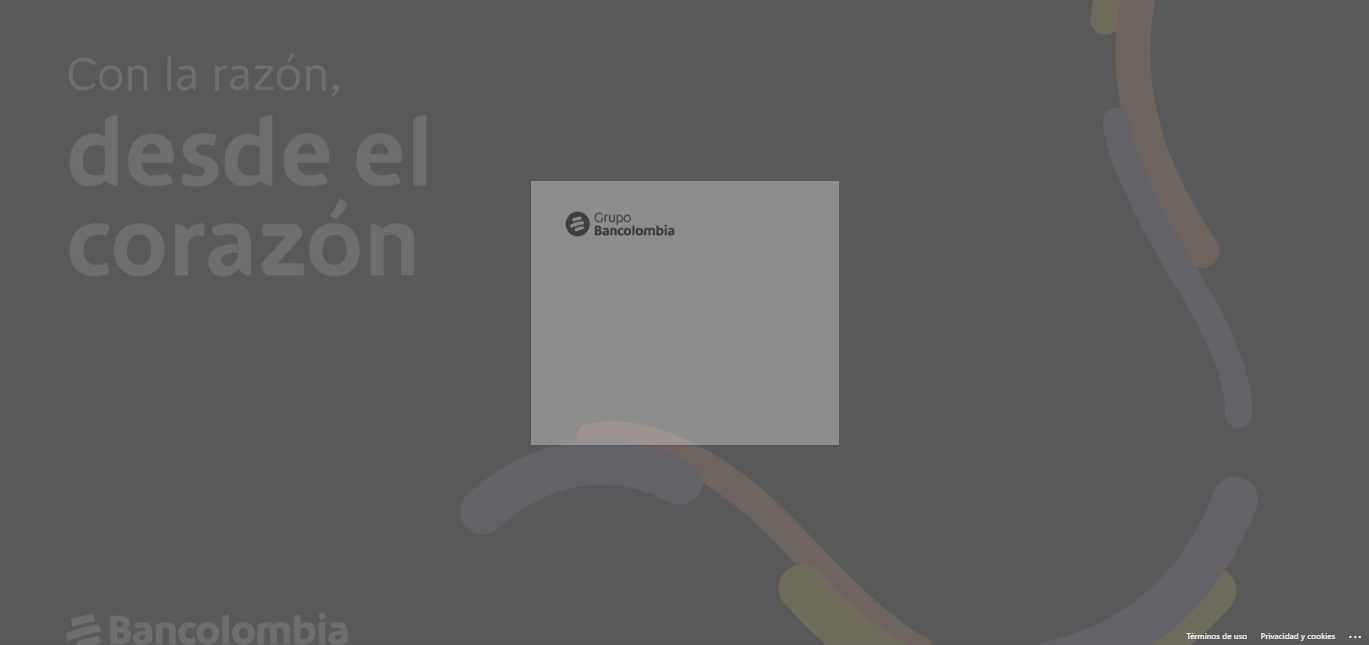 Con la razón,
desde el
corazón
Grupo
Bancolombia
Bancolombia
Términos de uso Privacidad y cookies ...